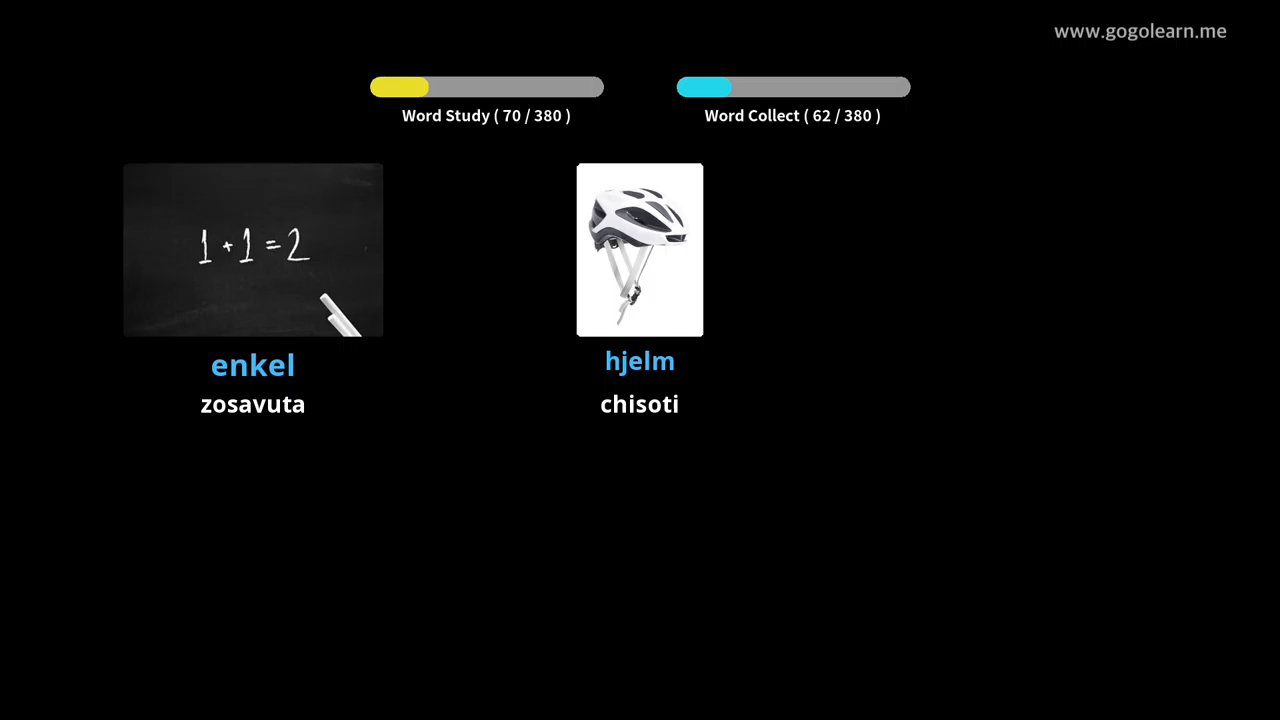 www.gogolearn.me
Word Study ( 70 / 380 )
Word Collect ( 62 / 380 )
1 + 1 = 2
enkel
zosavuta
hjelm
chisoti